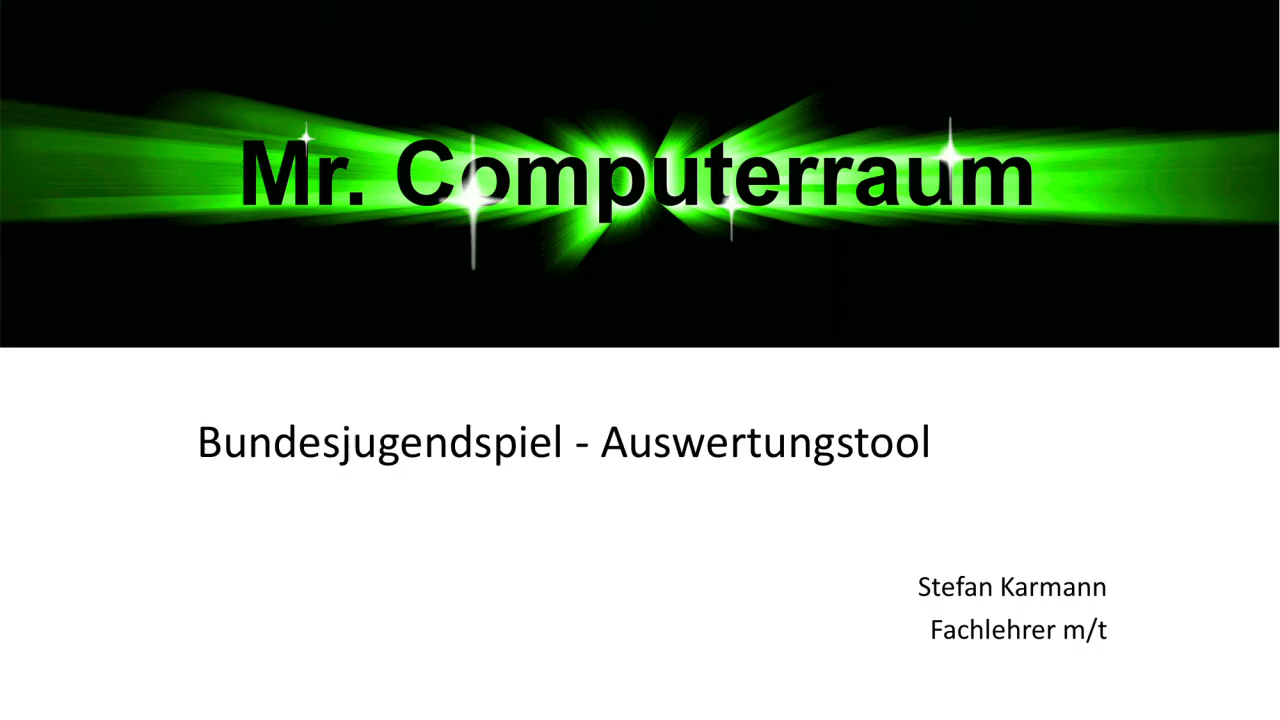 Mr. Computerraum
Bundesjugendspiel - Auswertungstool
Stefan Karmann
Fachlehrer m/t